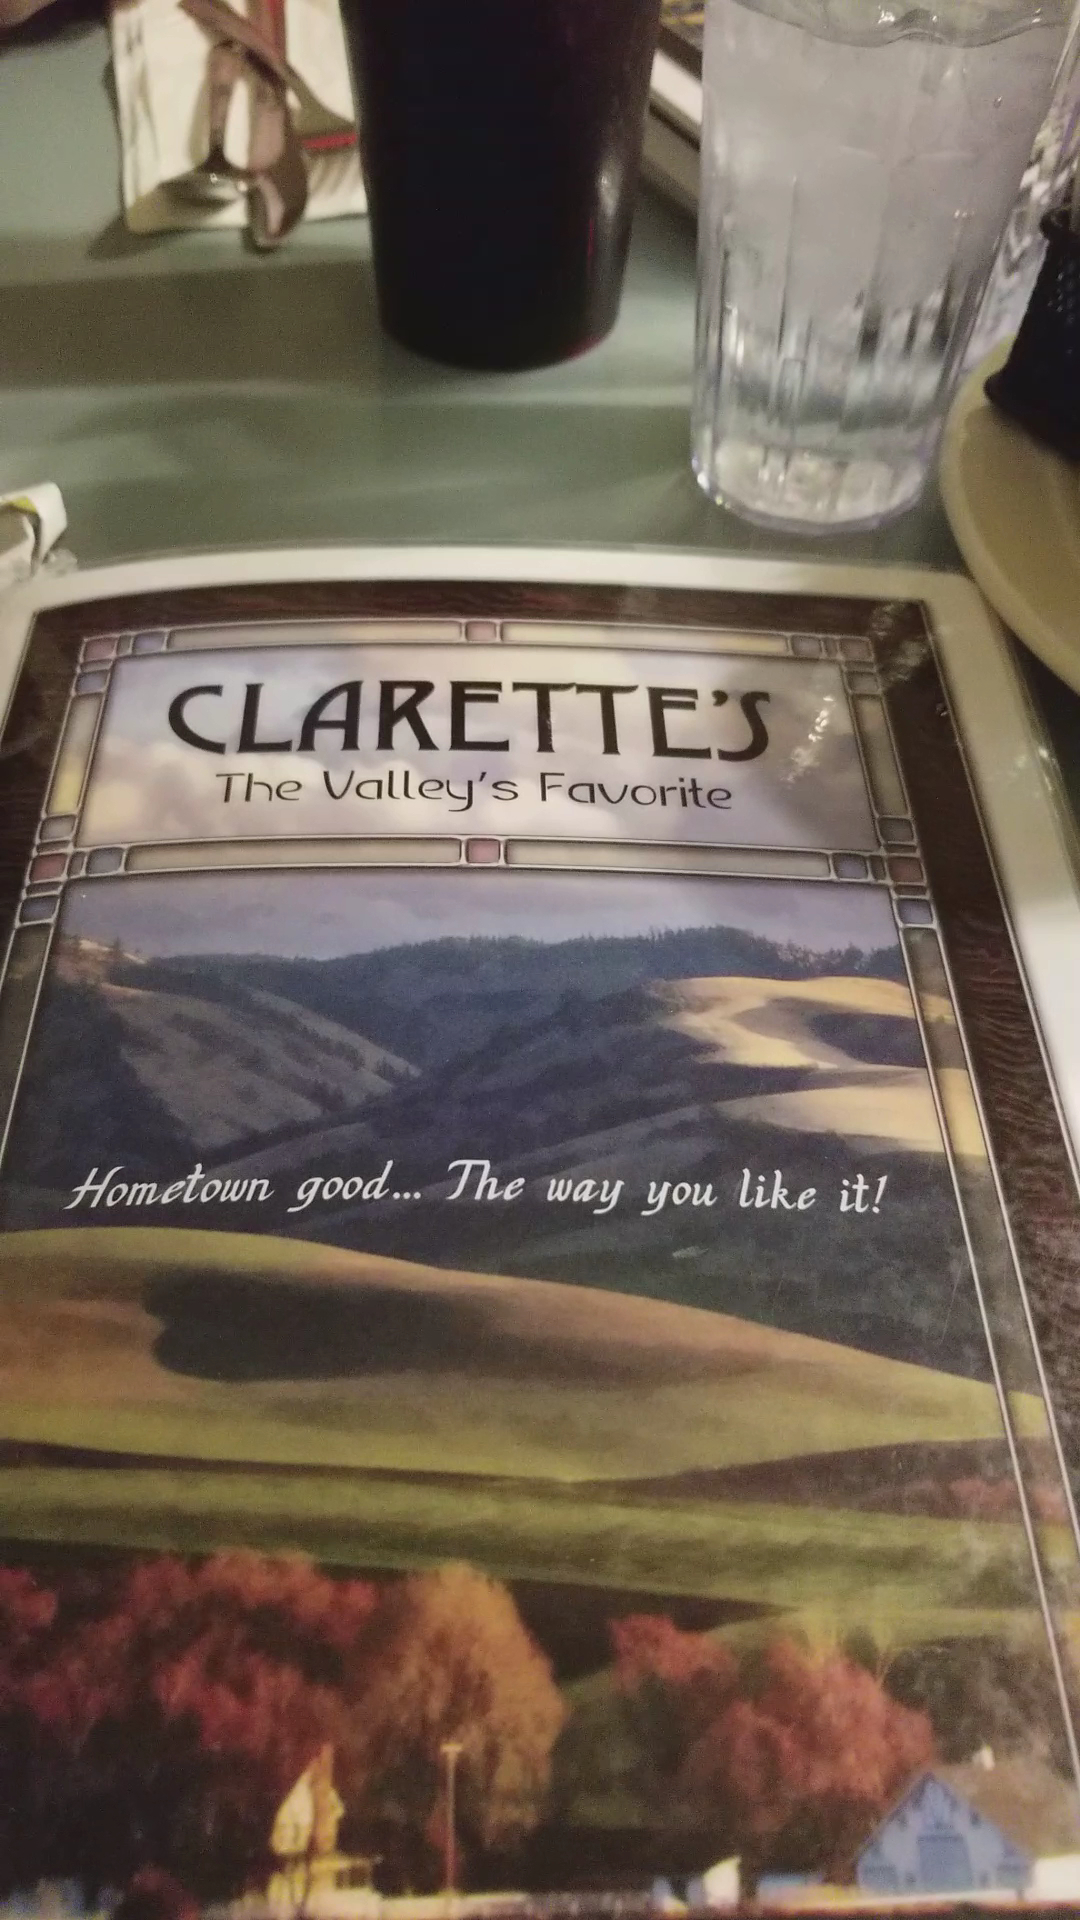 CLARETTE'S
The Valley's Favorite
Hometown good... The way you like it!